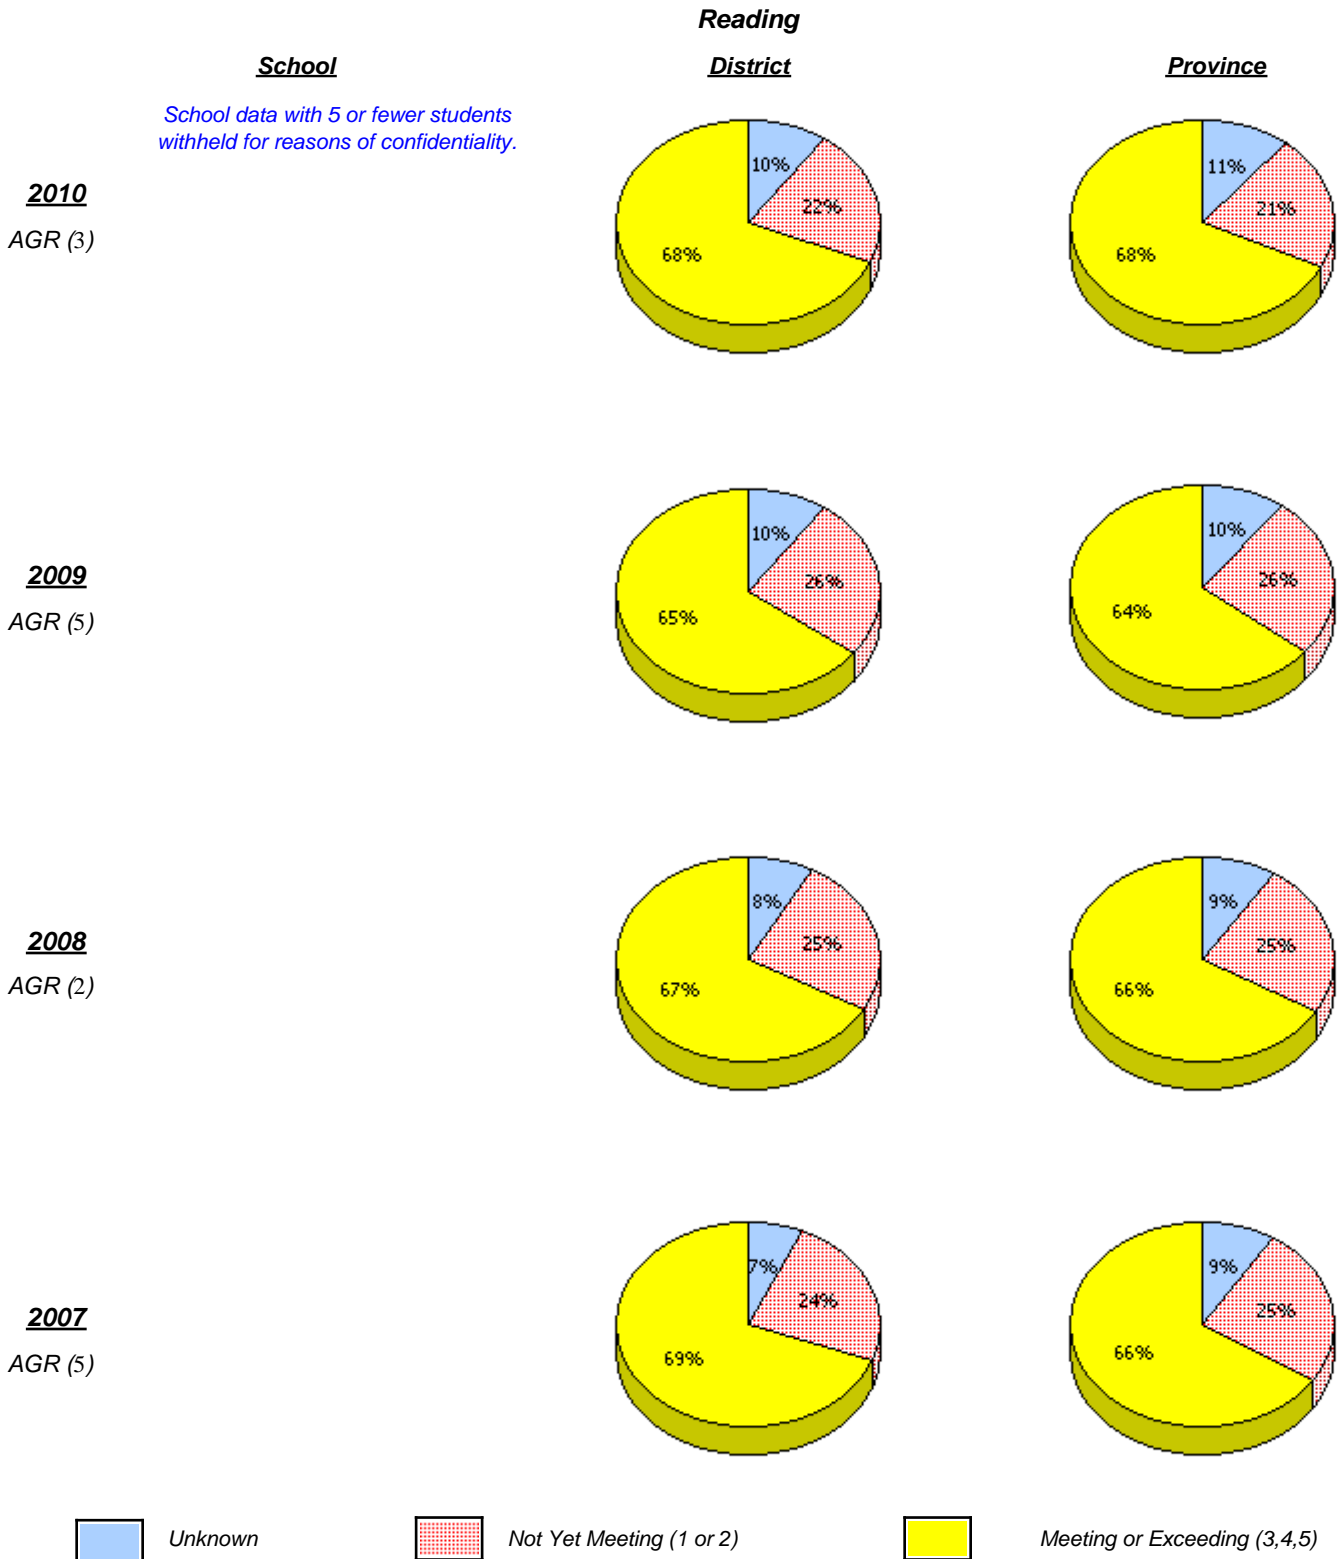 Reading
School
District
Province
School data with 5 or fewer students
withheld for reasons of confidentiality.
2010
AGR (3)
10%
22%
68%
11%
21%
68%
2009
AGR (5)
10%
26%
65%
10%
26%
64%
2008
AGR (2)
8%
25%
67%
9%
25%
66%
2007
AGR (5)
7%
24%
69%
9%
25%
66%
Unknown
Not Yet Meeting (1 or 2)
Meeting or Exceeding (3,4,5)